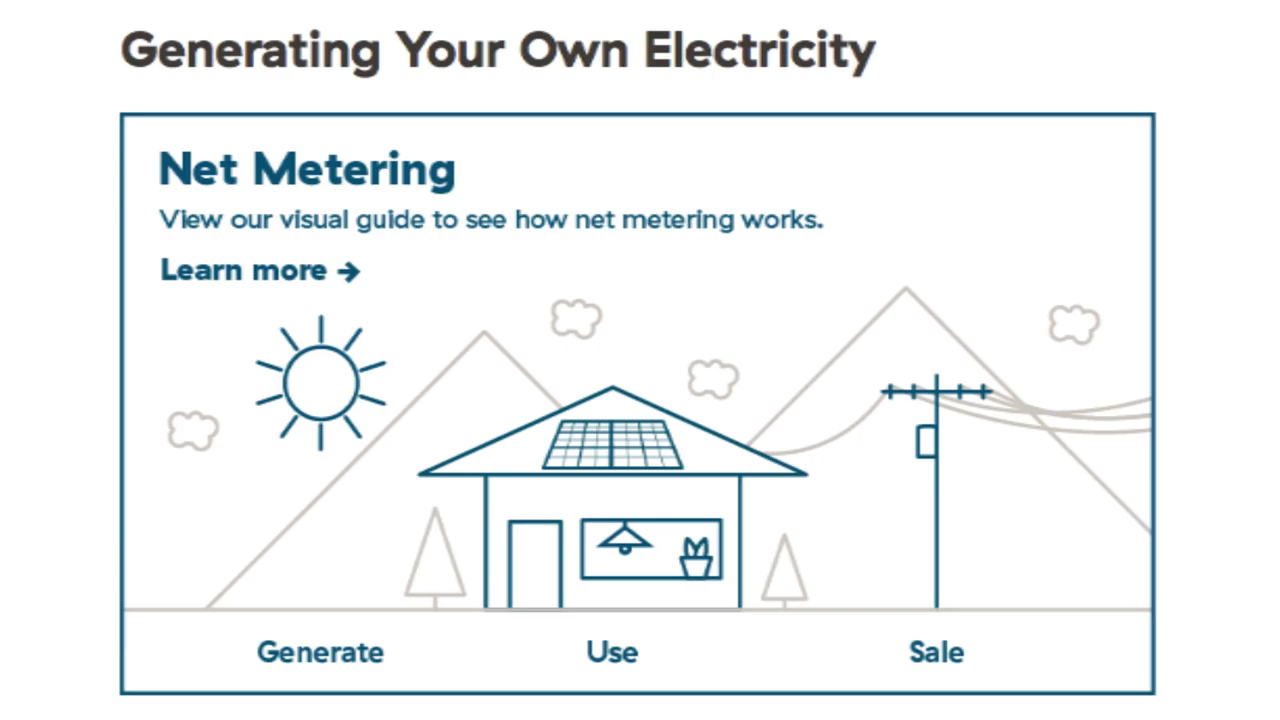 Generating Your Own Electricity
Net Metering
View our visual guide to see how net metering works.
Learn more →
Generate
Use
Sale